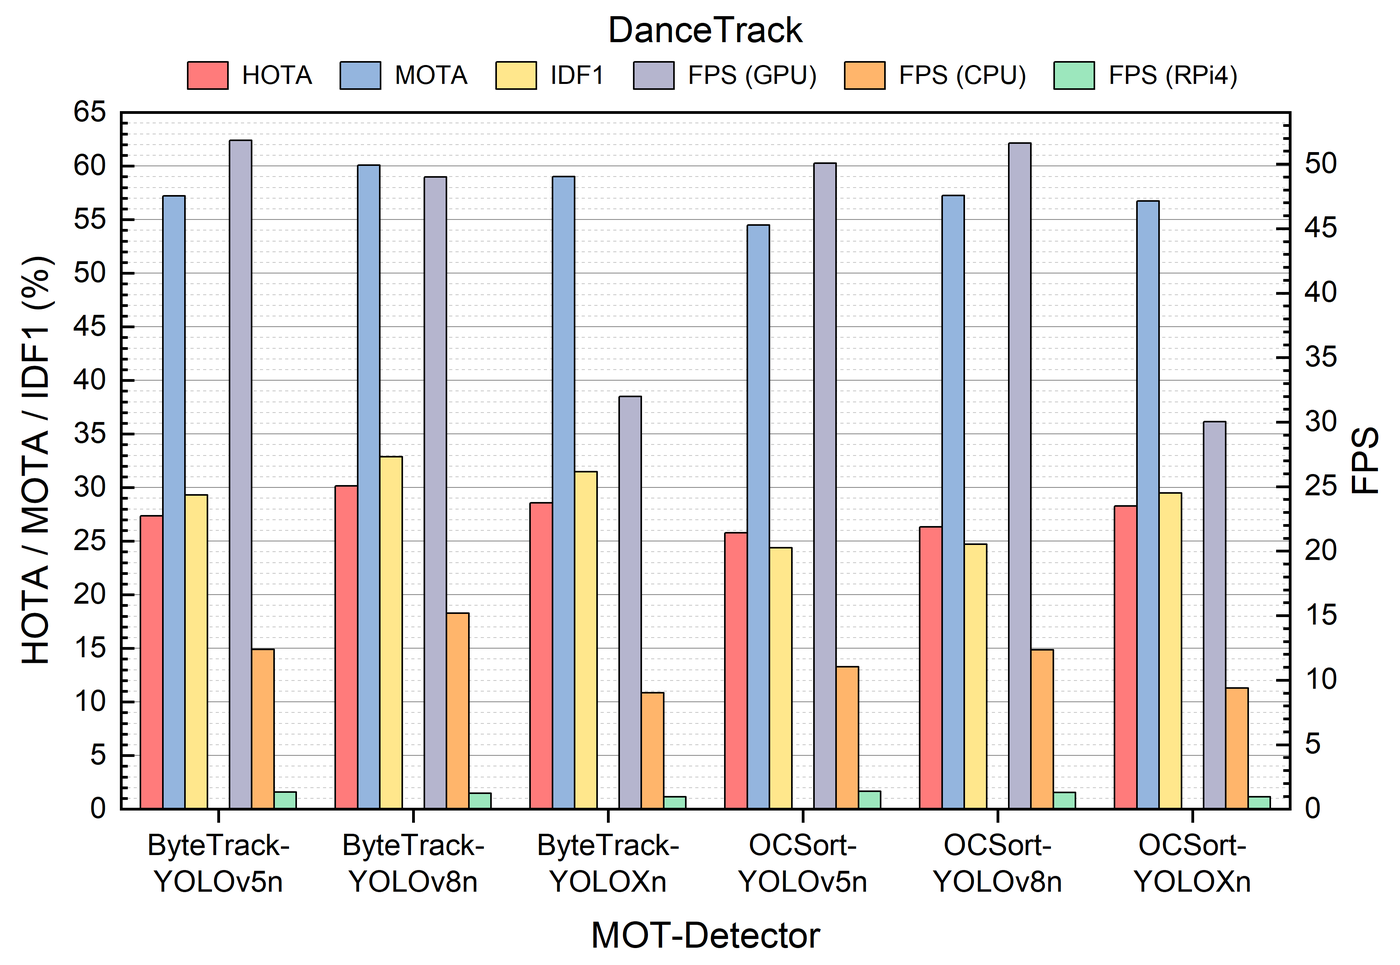 DanceTrack
HOTA MOTA IDF1 FPS (GPU) FPS (CPU) FPS (RPi4)
65
60
55
50
45
40
35
30
25
20
15
10
5
0
HOTA / MOTA / IDF1 (%)
50
45
40
35
30
25
20
15
10
5
0
FPS
ByteTrack-
YOLOv5n
ByteTrack-
YOLOv8n
ByteTrack-
YOLOXn
OCSort-
YOLOv5n
OCSort-
YOLOv8n
OCSort-
YOLOXn
MOT-Detector